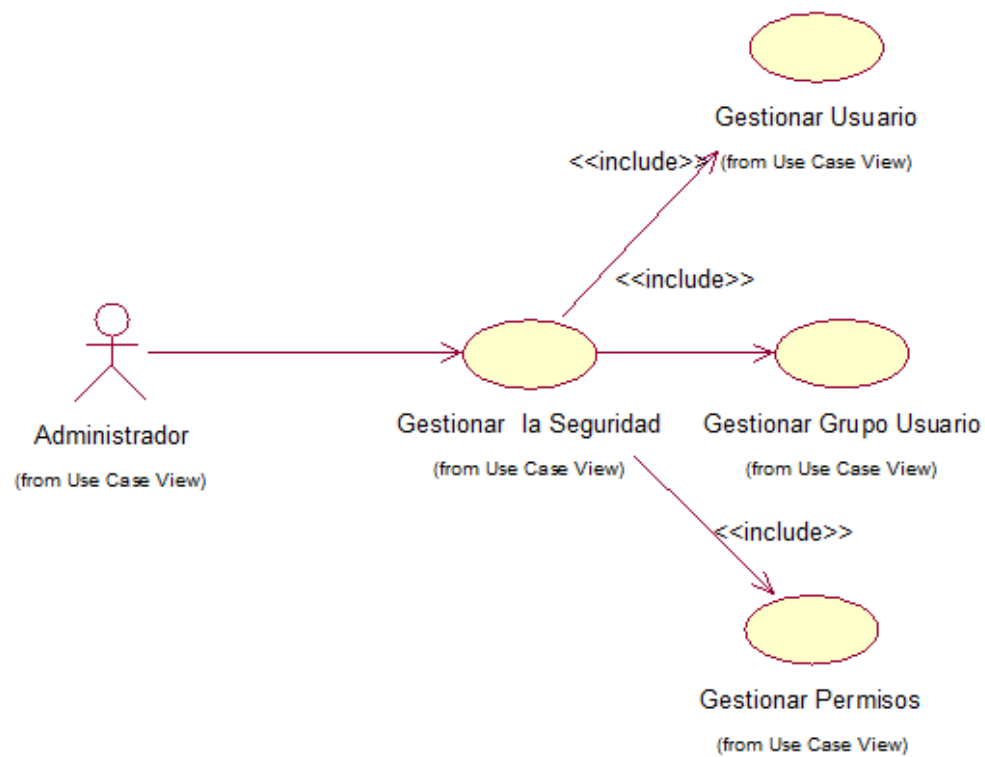 Gestionar Usuario
<<include>>
(from Use Case View)
<<include>>
Administrador
(from Use Case View)
Gestionar la Seguridad
(from Use Case View)
Gestionar Grupo Usuario
(from Use Case View)
<<include>>
Gestionar Permisos
(from Use Case View)